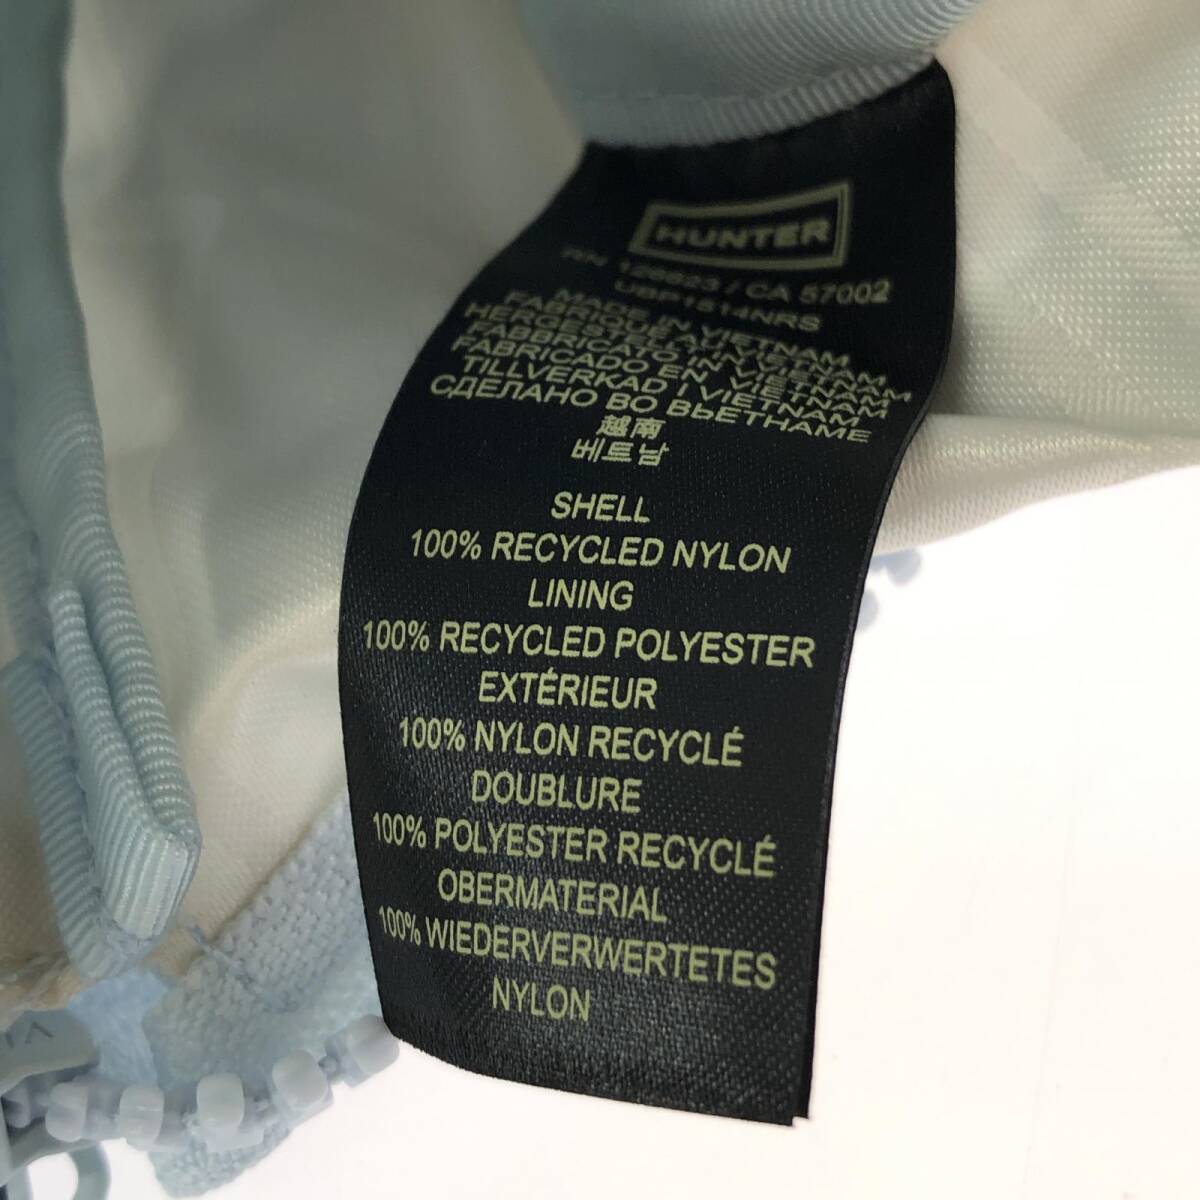 HUNTER
RN 126623 / CA 57002
UBP1514NRS
MADE IN VIETNAM
FABRIQUÉ AU VIETNAM
HERGESTELLT IN VIETNAM
FABBRICATO IN VIETNAM
FABRICADO EN VIETNAM
TILLVERKAD I VIETNAM
СДЕЛАНО ВО ВЬЕТНАМЕ
越南
베트남
SHELL
100% RECYCLED NYLON
LINING
100% RECYCLED POLYESTER
EXTÉRIEUR
100% NYLON RECYCLÉ
DOUBLURE
100% POLYESTER RECYCLÉ
OBERMATERIAL
100% WIEDERVERWERTETES
NYLON